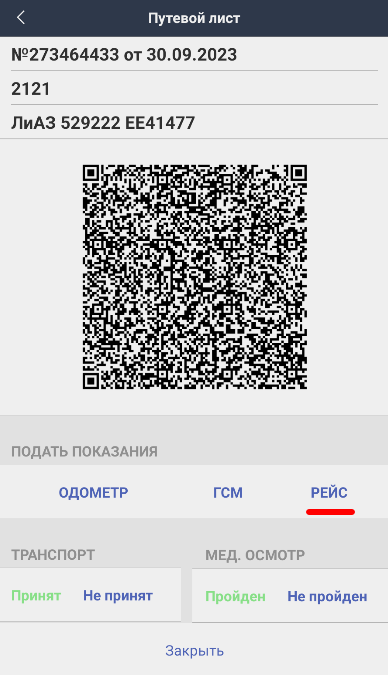 Путевой лист
№273464433 от 30.09.2023
2121
ЛиАЗ 529222 ЕЕ41477
ПОДАТЬ ПОКАЗАНИЯ
ОДОМЕТР ГСМ РЕЙС
ТРАНСПОРТ МЕД. ОСМОТР
Принят Не принят Пройден Не пройден
Закрыть